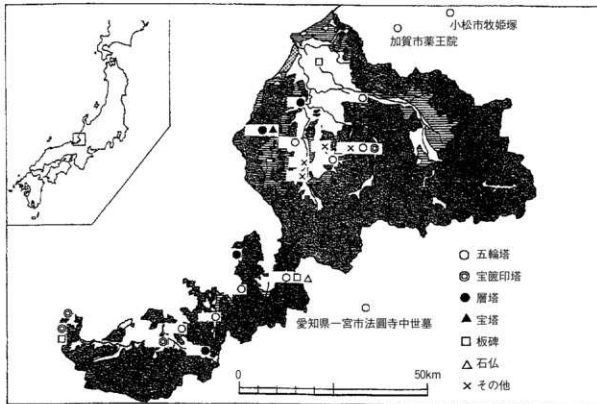 小松市牧姫塚
加賀市薬王院
五輪塔
宝篋印塔
層塔
宝塔
板碑
石仏
その他
愛知県一宮市法圓寺中世墓
0
50km